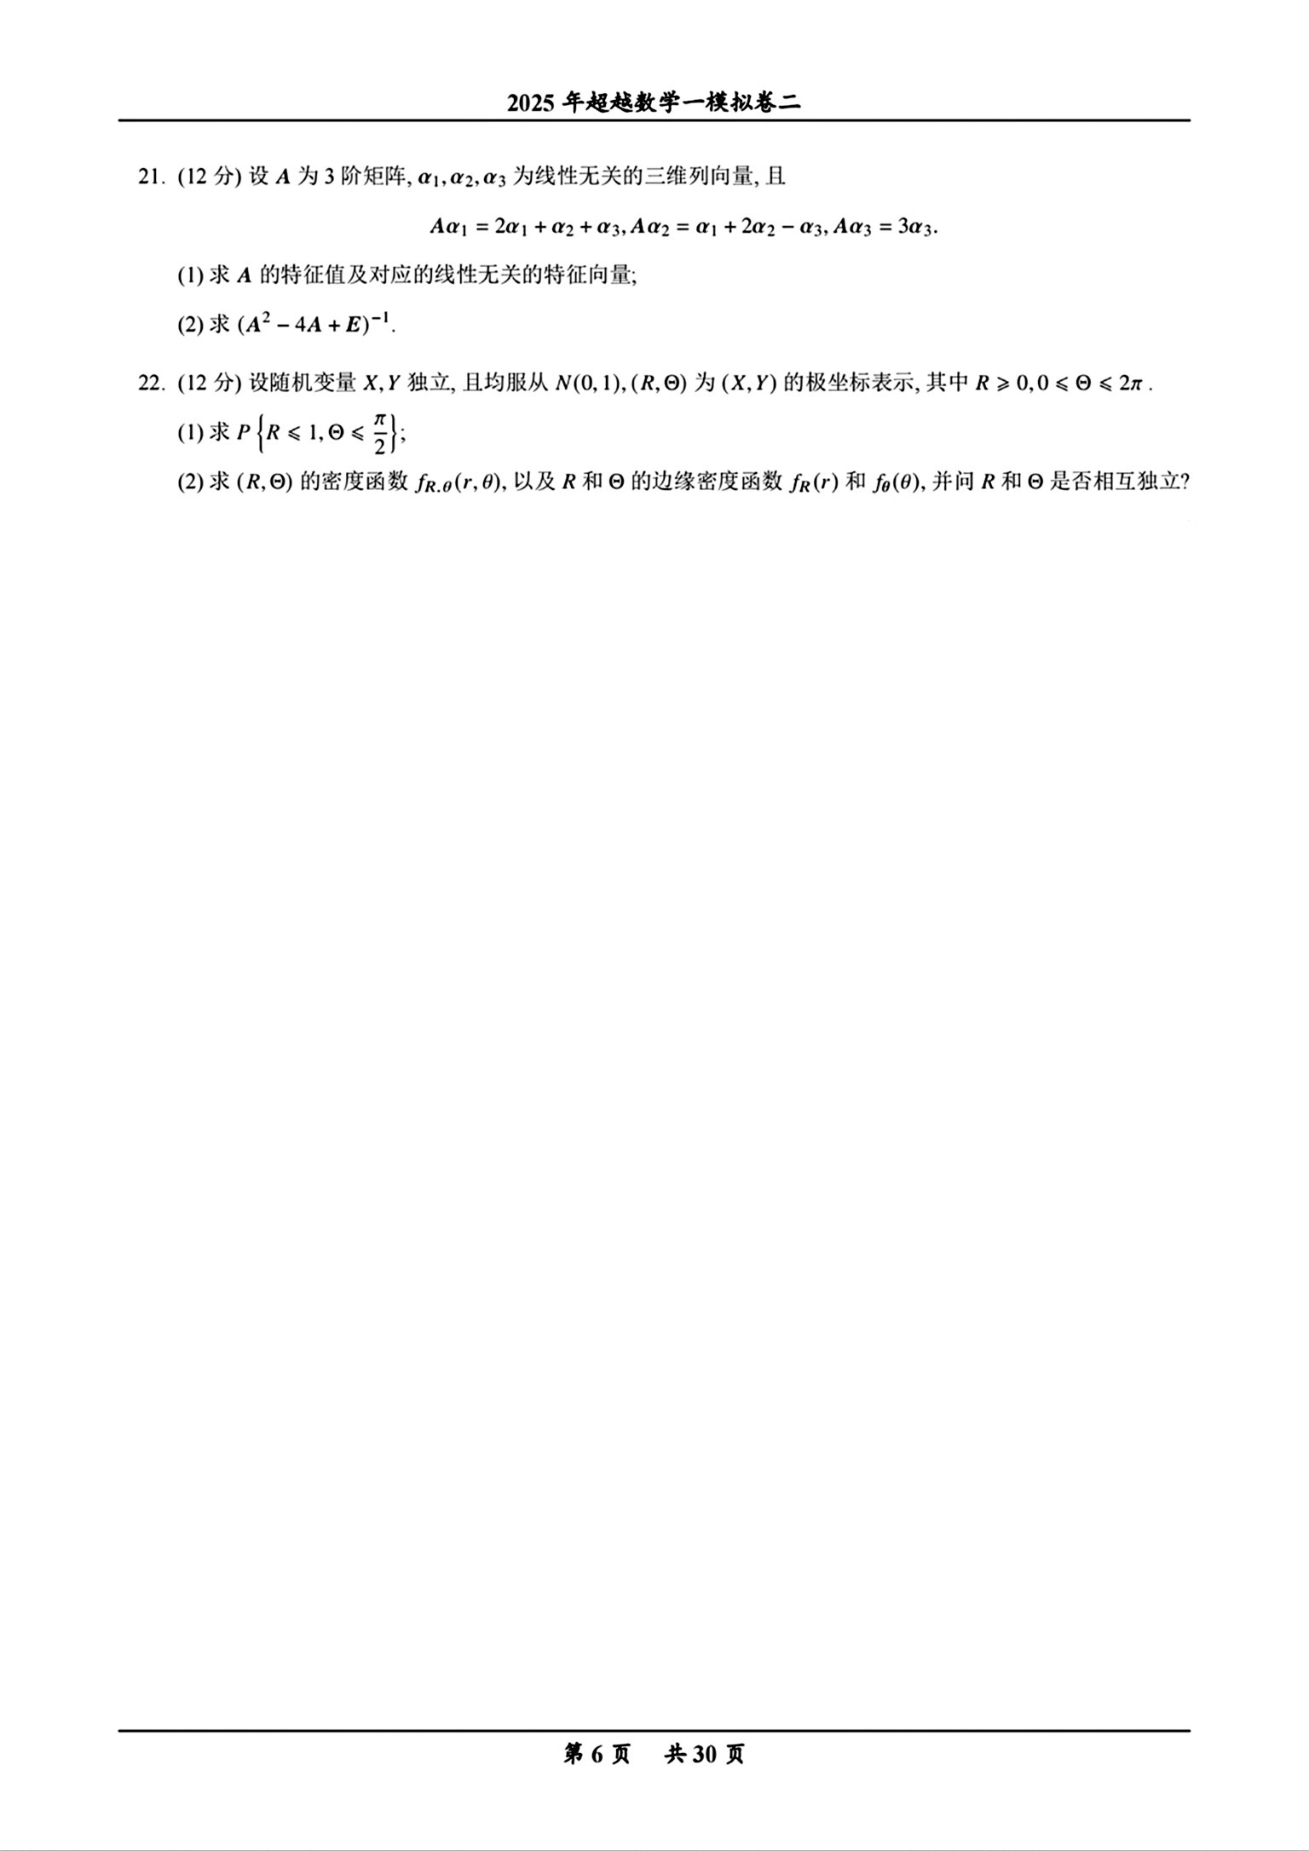 2025 年超越数学一模拟卷二
21. (12 分) 设 A 为 3 阶矩阵, α₁, α₂, α₃ 为线性无关的三维列向量, 且
Aα₁ = 2α₁ + α₂ + α₃, Aα₂ = α₁ + 2α₂ − α₃, Aα₃ = 3α₃.
(1) 求 A 的特征值及对应的线性无关的特征向量;
(2) 求 (A² − 4A + E)⁻¹.
22. (12 分) 设随机变量 X, Y 独立, 且均服从 N(0, 1), (R, Θ) 为 (X, Y) 的极坐标表示, 其中 R ⩾ 0, 0 ⩽ Θ ⩽ 2π .
(1) 求 P {R ⩽ 1, Θ ⩽ π/2};
(2) 求 (R, Θ) 的密度函数 f_{R.θ}(r, θ), 以及 R 和 Θ 的边缘密度函数 f_R(r) 和 f_θ(θ), 并问 R 和 Θ 是否相互独立?
第 6 页 共 30 页